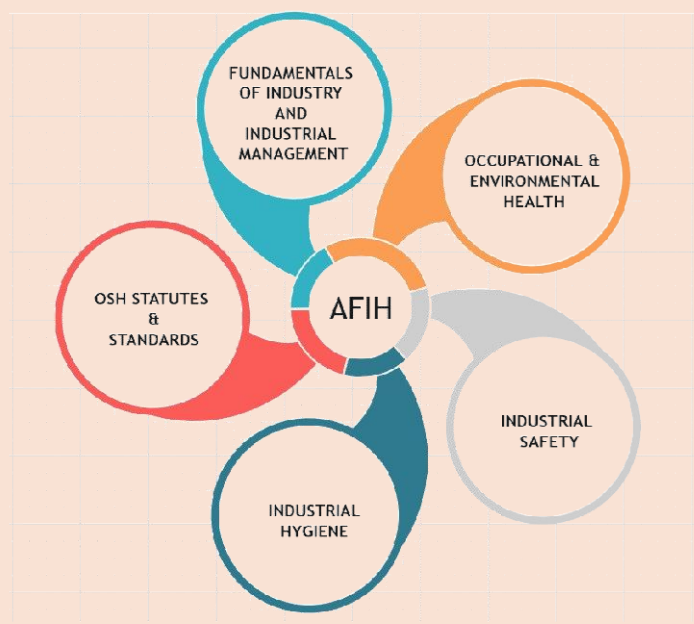 FUNDAMENTALS
OF INDUSTRY
AND
INDUSTRIAL
MANAGEMENT
OCCUPATIONAL &
ENVIRONMENTAL
HEALTH
OSH STATUTES
&
STANDARDS
AFIH
INDUSTRIAL
SAFETY
INDUSTRIAL
HYGIENE